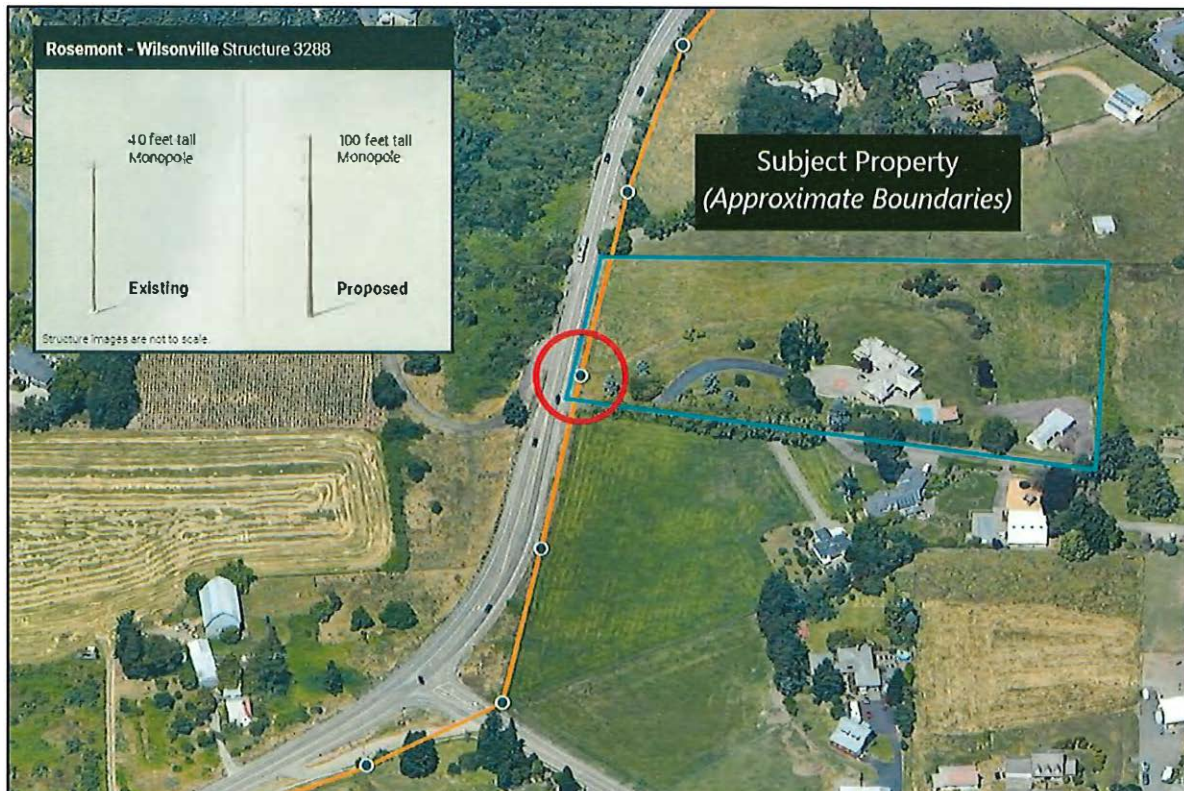 Rosemont - Wilsonville Structure 3288
40 feet tall
Monopole
100 feet tall
Monopole
Existing
Proposed
Structure images are not to scale.
Subject Property
(Approximate Boundaries)